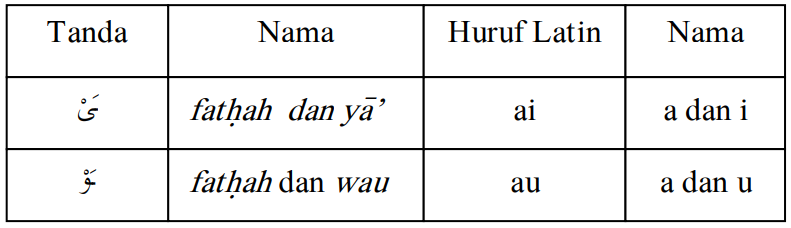 Tanda Nama Huruf Latin Nama
ىَْ fatḥah dan yā’ ai a dan i
ـَوْ fatḥah dan wau au a dan u